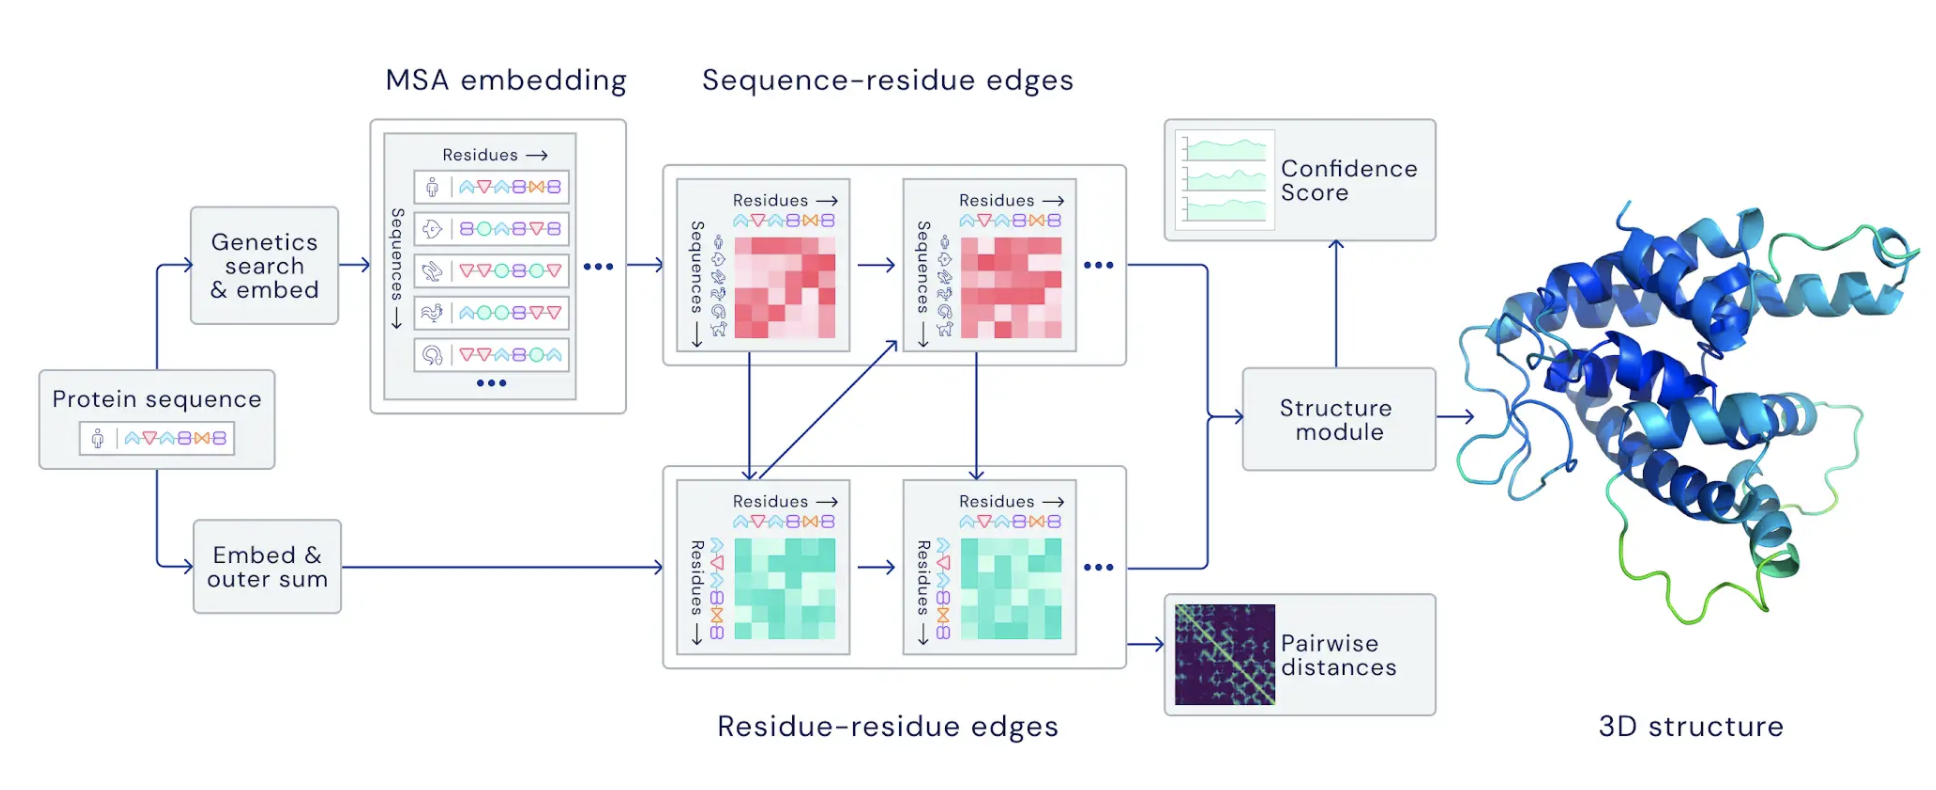 MSA embedding
Sequence-residue edges
Residues →
Sequences →
Protein sequence
Genetics
search
& embed
Embed &
outer sum
Residues →
Sequences →
Residues →
Sequences →
Residues →
Residues →
Residues →
Residues →
Confidence
Score
Structure
module
Pairwise
distances
Residue-residue edges
3D structure